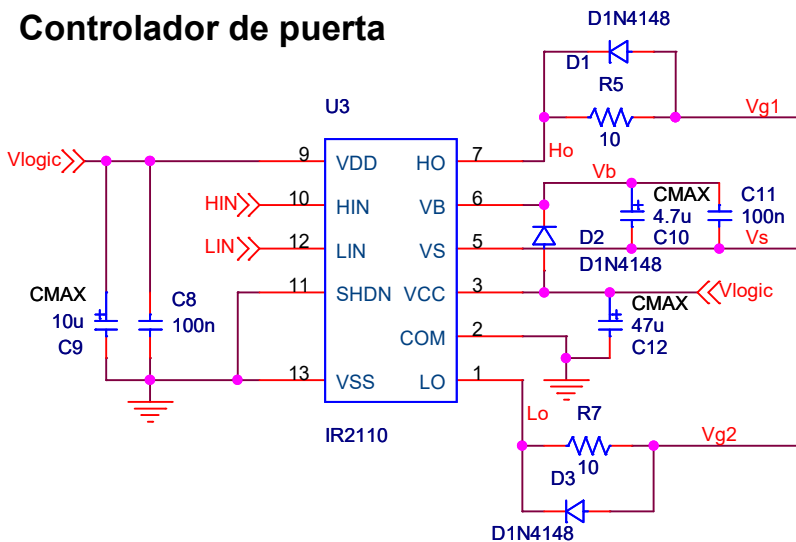 Controlador de puerta
D1N4148
D1
R5
10
Vg1
U3
Ho
Vlogic
9
VDD
HO
7
Vb
HIN
10
HIN
VB
6
CMAX
4.7u
C10
C11
100n
LIN
12
LIN
VS
5
Vs
D2
D1N4148
11
SHDN
VCC
3
Vlogic
CMAX
10u
C9
C8
100n
CMAX
47u
C12
COM
2
13
VSS
LO
1
IR2110
Lo
R7
10
Vg2
D3
D1N4148